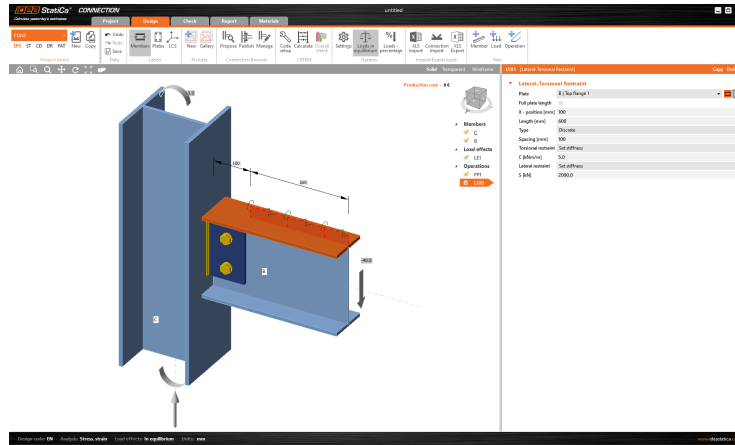 IDEA StatiCa® CONNECTION
Calculate yesterday's estimates
untitled
Project Design Check Report Materials
CON1
EPS ST CD DR FAT New Copy
Project items
Undo
Redo
Save
Data
Members Plates LCS
Labels
New Gallery
Pictures
Propose Publish Manage
Connection Browser
Code setup Calculate Overall check
CBFEM
Settings Loads in equilibrium Loads - percentage
Options
XLS Import Connection Import XLS Export
Import/Export loads
Member Load Operation
New
Solid Transparent Wireframe
LTR1 [Lateral-Torsional Restraint] Copy
Production cost - 6 €
Members
C
B
Load effects
LE1
Operations
FP1
LTR1
100
B
-40.0
C
Lateral-Torsional Restraint
Plate B | Top flange 1
Full plate length
X - position [mm] 100
Length [mm] 600
Type Discrete
Spacing [mm] 100
Torsional restraint Set stiffness
C [kNm/m] 5.0
Lateral restraint Set stiffness
S [kN] 2000.0
Design code: EN Analysis: Stress, strain Load effects: In equilibrium Units: mm
www.ideastatica.c